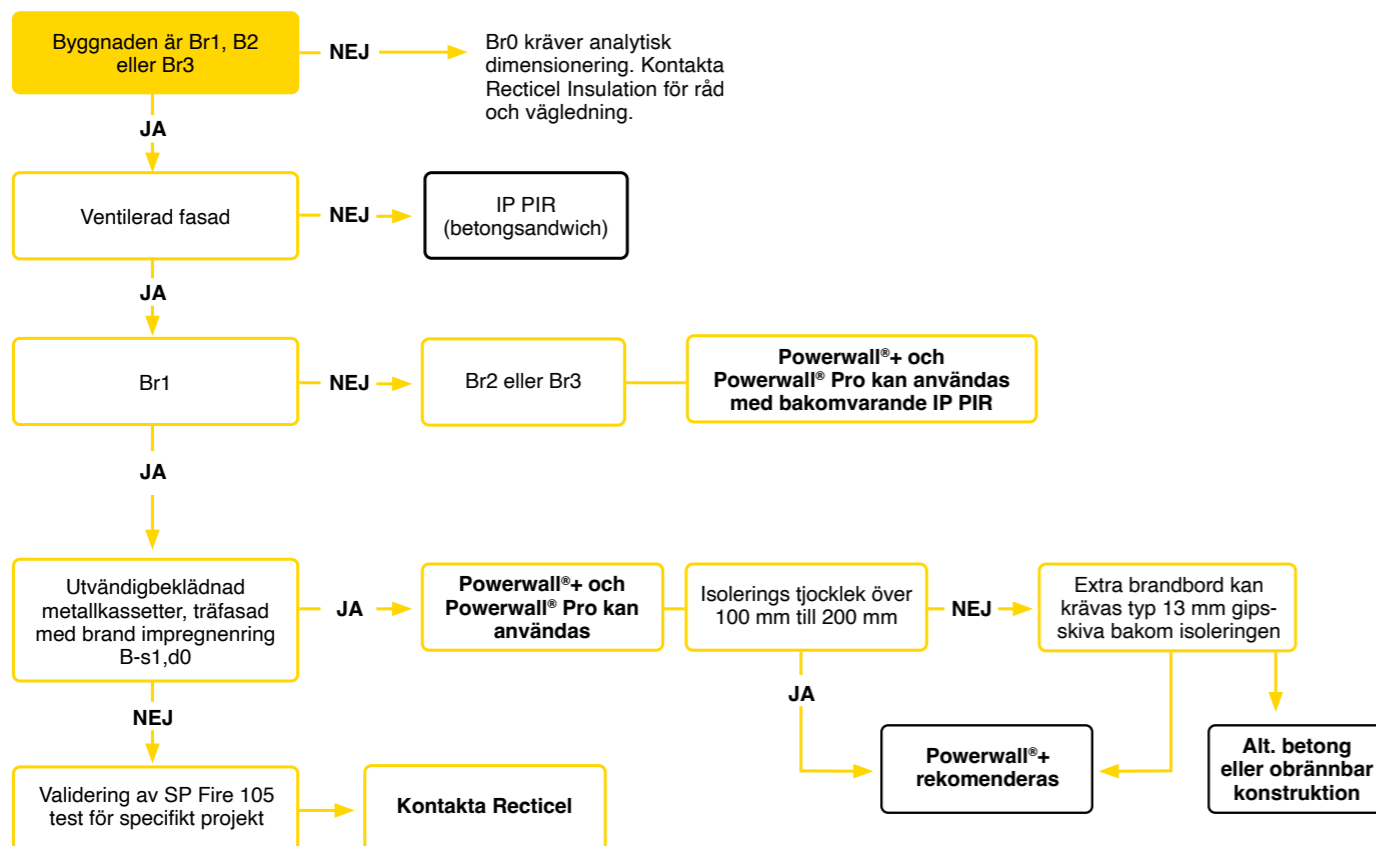 Byggnaden är Br1, B2
eller Br3
NEJ
Br0 kräver analytisk
dimensionering. Kontakta
Recticel Insulation för råd
och vägledning.
JA
Ventilerad fasad
NEJ
IP PIR
(betongsandwich)
JA
Br1
NEJ
Br2 eller Br3
Powerwall®+ och
Powerwall® Pro kan användas
med bakomvarande IP PIR
JA
Utvändigbeklädnad
metallkassetter, träfasad
med brand impregnenring
B-s1,d0
JA
Powerwall®+ och
Powerwall® Pro kan
användas
Isolerings tjocklek över
100 mm till 200 mm
NEJ
Extra brandbord kan
krävas typ 13 mm gips-
skiva bakom isoleringen
JA
NEJ
Powerwall®+
rekomenderas
Alt. betong
eller obrännbar
konstruktion
Validering av SP Fire 105
test för specifikt projekt
Kontakta Recticel